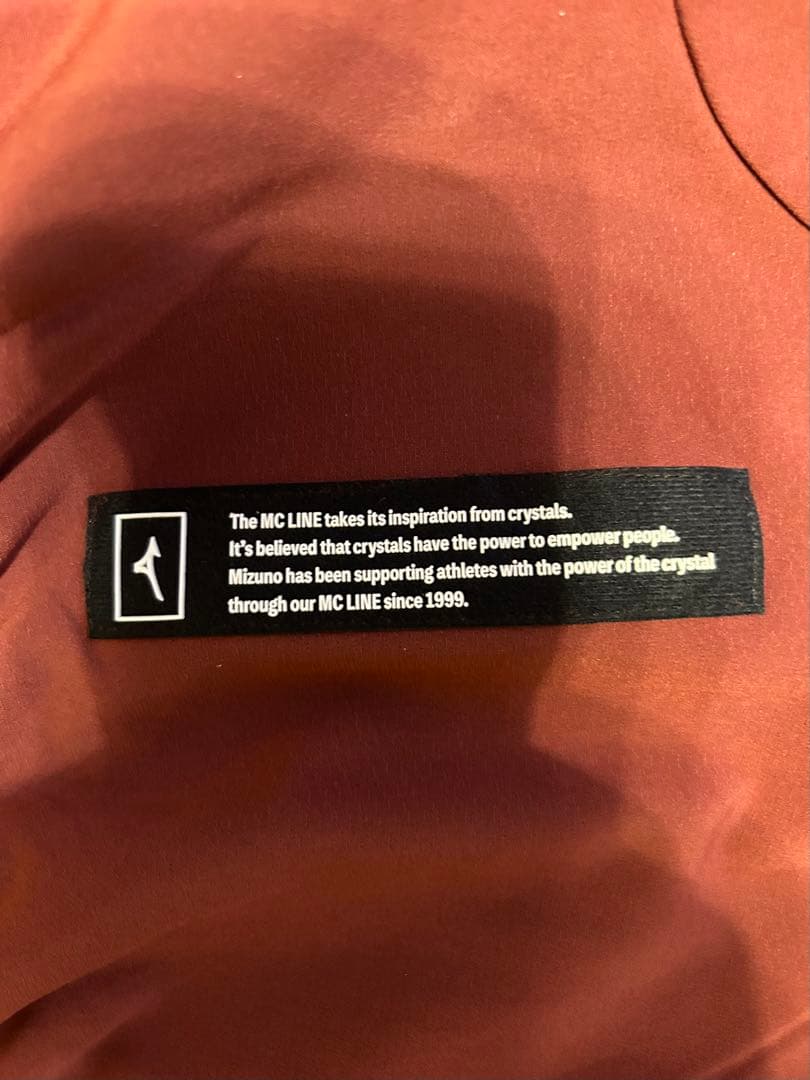 The MC LINE takes its inspiration from crystals.
It's believed that crystals have the power to empower people.
Mizuno has been supporting athletes with the power of the crystal
through our MC LINE since 1999.